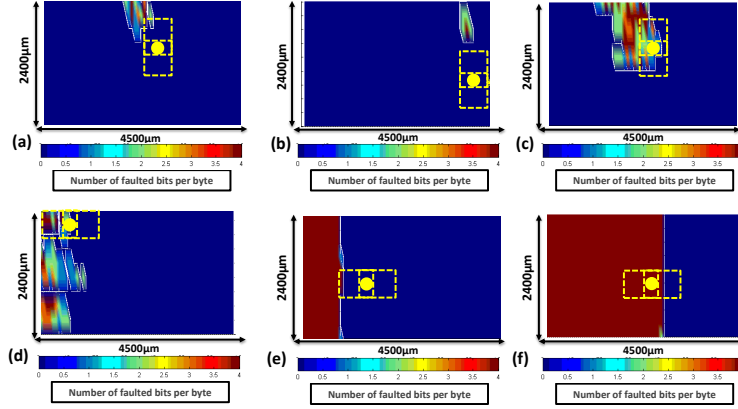 2400µm
(a)
4500µm
0 0.5 1 1.5 2 2.5 3 3.5 4
Number of faulted bits per byte
2400µm
(b)
4500µm
0 0.5 1 1.5 2 2.5 3 3.5 4
Number of faulted bits per byte
2400µm
(c)
4500µm
0 0.5 1 1.5 2 2.5 3 3.5
Number of faulted bits per byte
2400µm
(d)
4500µm
0 0.5 1 1.5 2 2.5 3 3.5 4
Number of faulted bits per byte
2400µm
(e)
4500µm
0 0.5 1 1.5 2 2.5 3 3.5 4
Number of faulted bits per byte
2400µm
(f)
4500µm
0 0.5 1 1.5 2 2.5 3 3.5 4
Number of faulted bits per byte